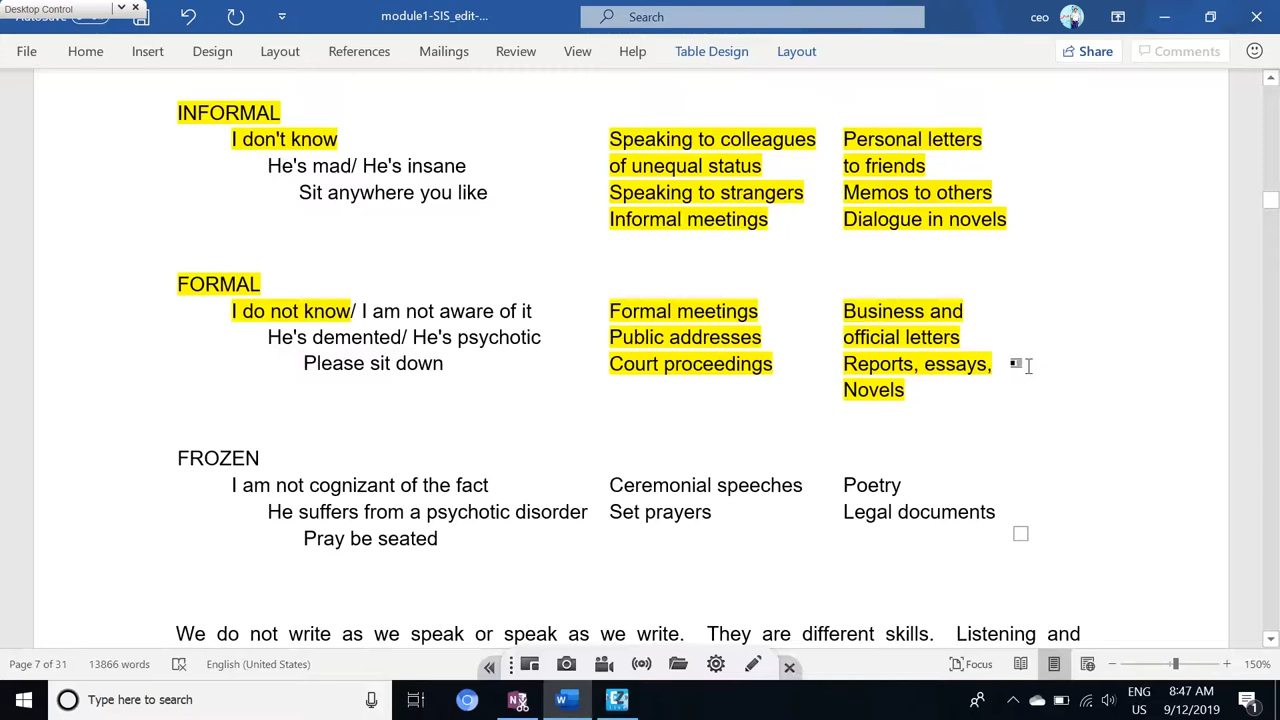 Desktop Control
AutoSave
module1-SIS_edit-...
Search
ceo
File Home Insert Design Layout References Mailings Review View Help Table Design Layout Share Comments
INFORMAL
I don't know Speaking to colleagues Personal letters
He's mad/ He's insane of unequal status to friends
Sit anywhere you like Speaking to strangers Memos to others
Informal meetings Dialogue in novels
FORMAL
I do not know/ I am not aware of it Formal meetings Business and
He's demented/ He's psychotic Public addresses official letters
Please sit down Court proceedings Reports, essays,
Novels
FROZEN
I am not cognizant of the fact Ceremonial speeches Poetry
He suffers from a psychotic disorder Set prayers Legal documents
Pray be seated
We do not write as we speak or speak as we write. They are different skills. Listening and
Page 7 of 31 13866 words English (United States) Focus 150%
Type here to search
ENG 8:47 AM
US 9/12/2019
1